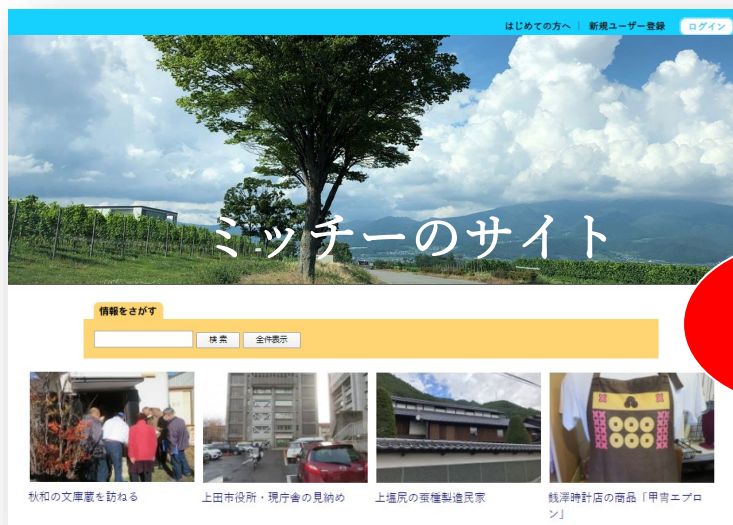 はじめての方へ | 新規ユーザー登録 ログイン
ミッチーのサイト
情報をさがす
検索 全件表示
秋和の文庫蔵を訪ねる
上田市役所・現庁舎の見納め
上塩尻の蚕種製造民家
銭澤時計店の商品「甲冑エプロ
ン」